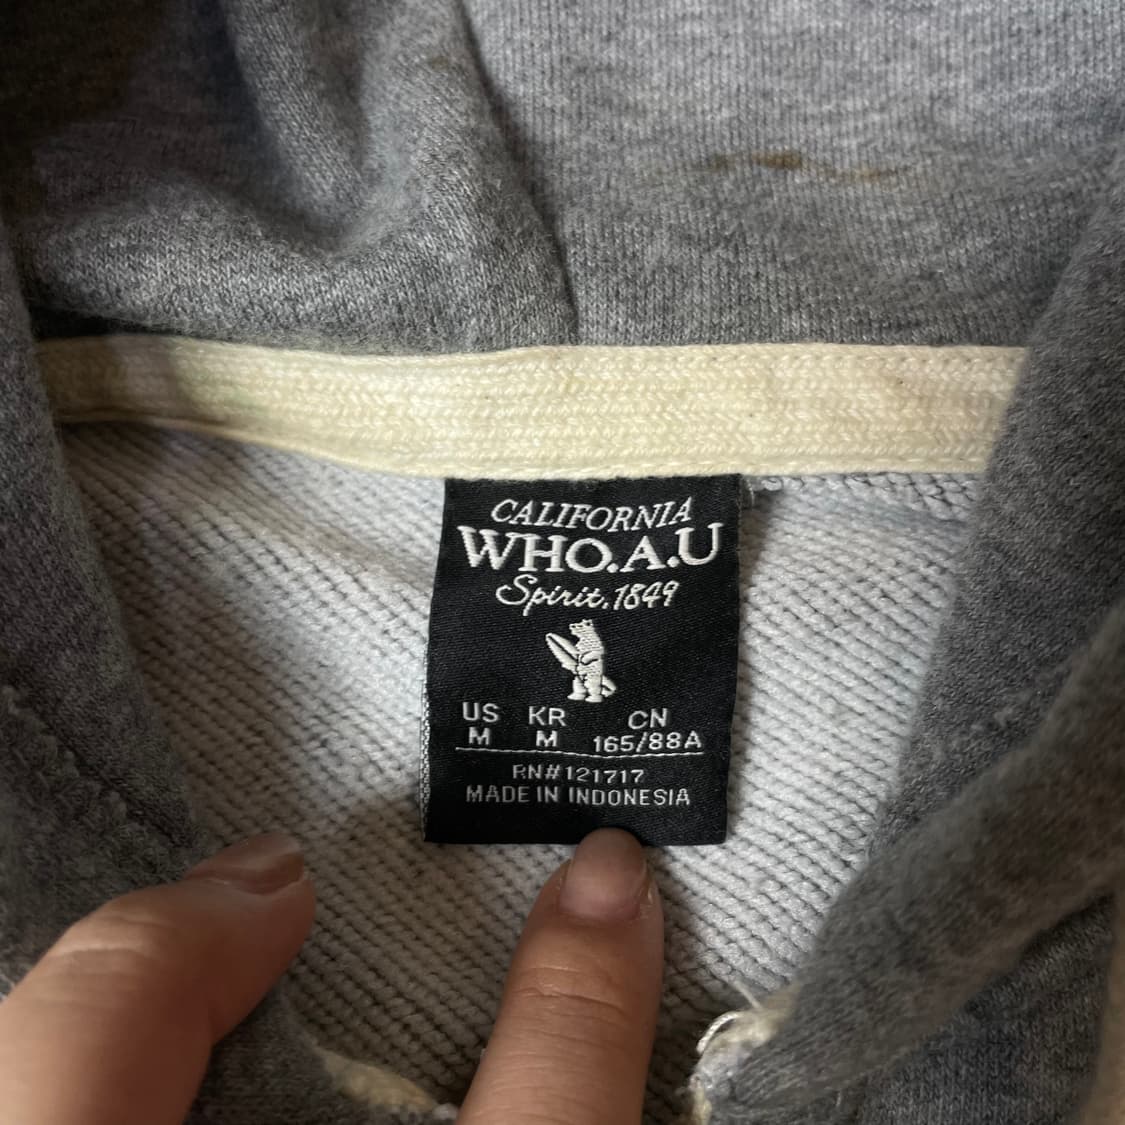 CALIFORNIA
WHO.A.U
Spirit.1849
US KR CN
M M 165/88A
RN#121717
MADE IN INDONESIA